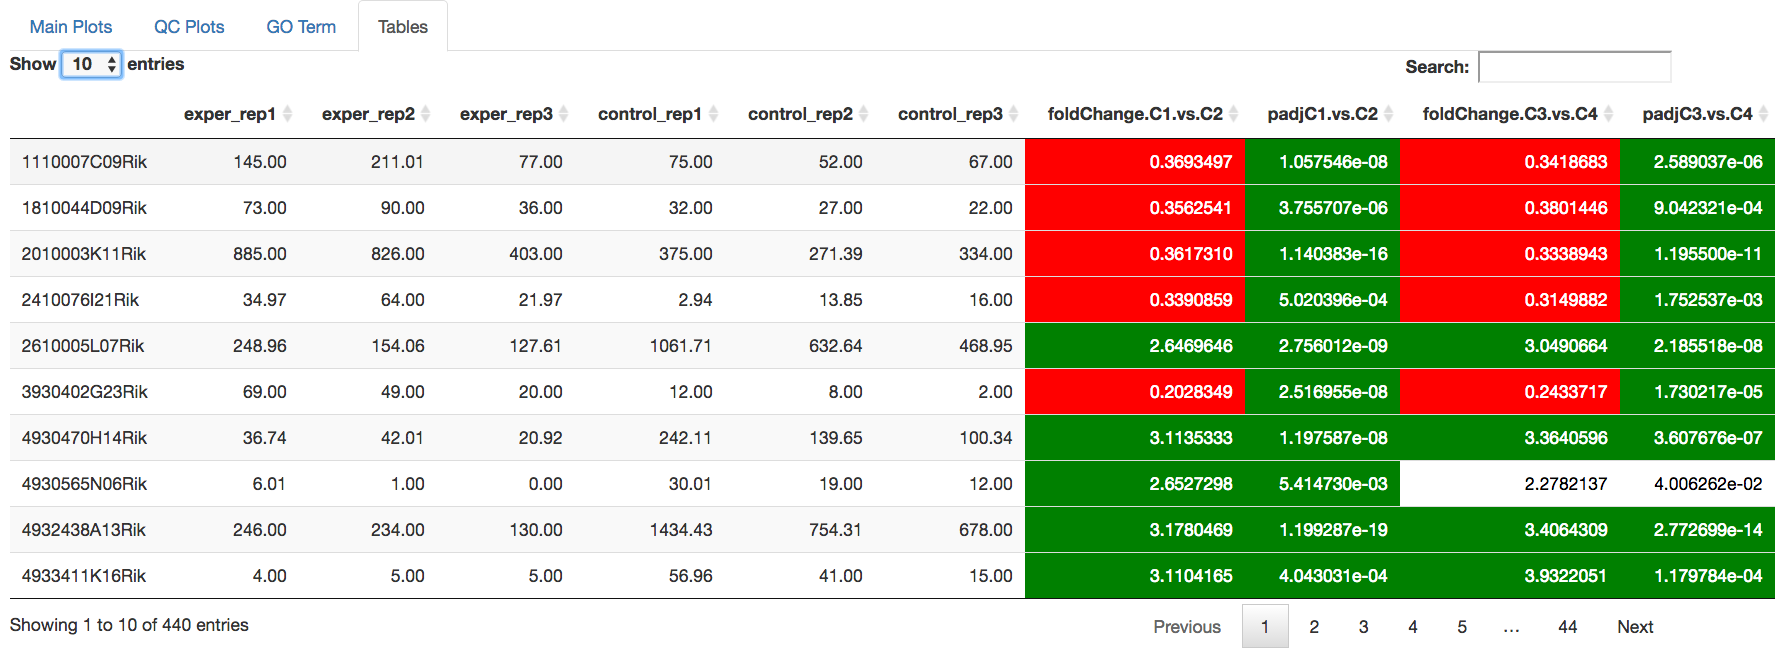 Main Plots QC Plots GO Term Tables
Show 10 entries Search:
exper_rep1 exper_rep2 exper_rep3 control_rep1 control_rep2 control_rep3 foldChange.C1.vs.C2 padjC1.vs.C2 foldChange.C3.vs.C4 padjC3.vs.C4
1110007C09Rik 145.00 211.01 77.00 75.00 52.00 67.00 0.3693497 1.057546e-08 0.3418683 2.589037e-06
1810044D09Rik 73.00 90.00 36.00 32.00 27.00 22.00 0.3562541 3.755707e-06 0.3801446 9.042321e-04
2010003K11Rik 885.00 826.00 403.00 375.00 271.39 334.00 0.3617310 1.140383e-16 0.3338943 1.195500e-11
2410076I21Rik 34.97 64.00 21.97 2.94 13.85 16.00 0.3390859 5.020396e-04 0.3149882 1.752537e-03
2610005L07Rik 248.96 154.06 127.61 1061.71 632.64 468.95 2.6469646 2.756012e-09 3.0490664 2.185518e-08
3930402G23Rik 69.00 49.00 20.00 12.00 8.00 2.00 0.2028349 2.516955e-08 0.2433717 1.730217e-05
4930470H14Rik 36.74 42.01 20.92 242.11 139.65 100.34 3.1135333 1.197587e-08 3.3640596 3.607676e-07
4930565N06Rik 6.01 1.00 0.00 30.01 19.00 12.00 2.6527298 5.414730e-03 2.2782137 4.006262e-02
4932438A13Rik 246.00 234.00 130.00 1434.43 754.31 678.00 3.1780469 1.199287e-19 3.4064309 2.772699e-14
4933411K16Rik 4.00 5.00 5.00 56.96 41.00 15.00 3.1104165 4.043031e-04 3.9322051 1.179784e-04
Showing 1 to 10 of 440 entries Previous 1 2 3 4 5 … 44 Next